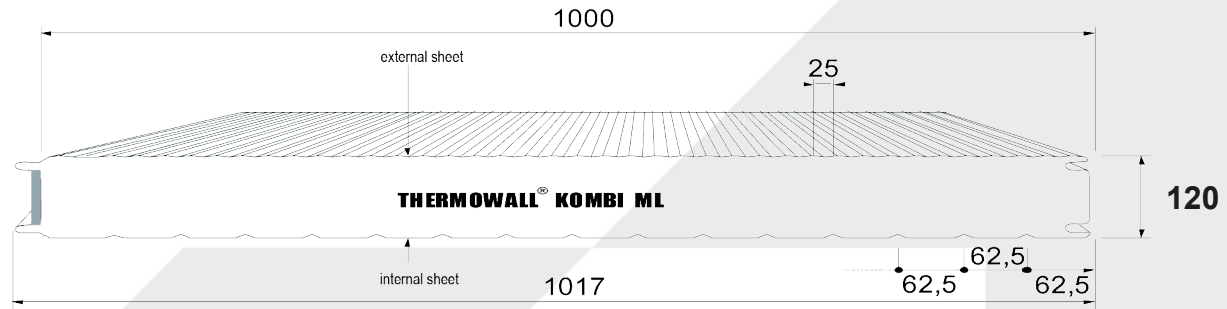 1000
external sheet
25
THERMOWALL® KOMBI ML
120
62,5
internal sheet
1017
62,5
62,5